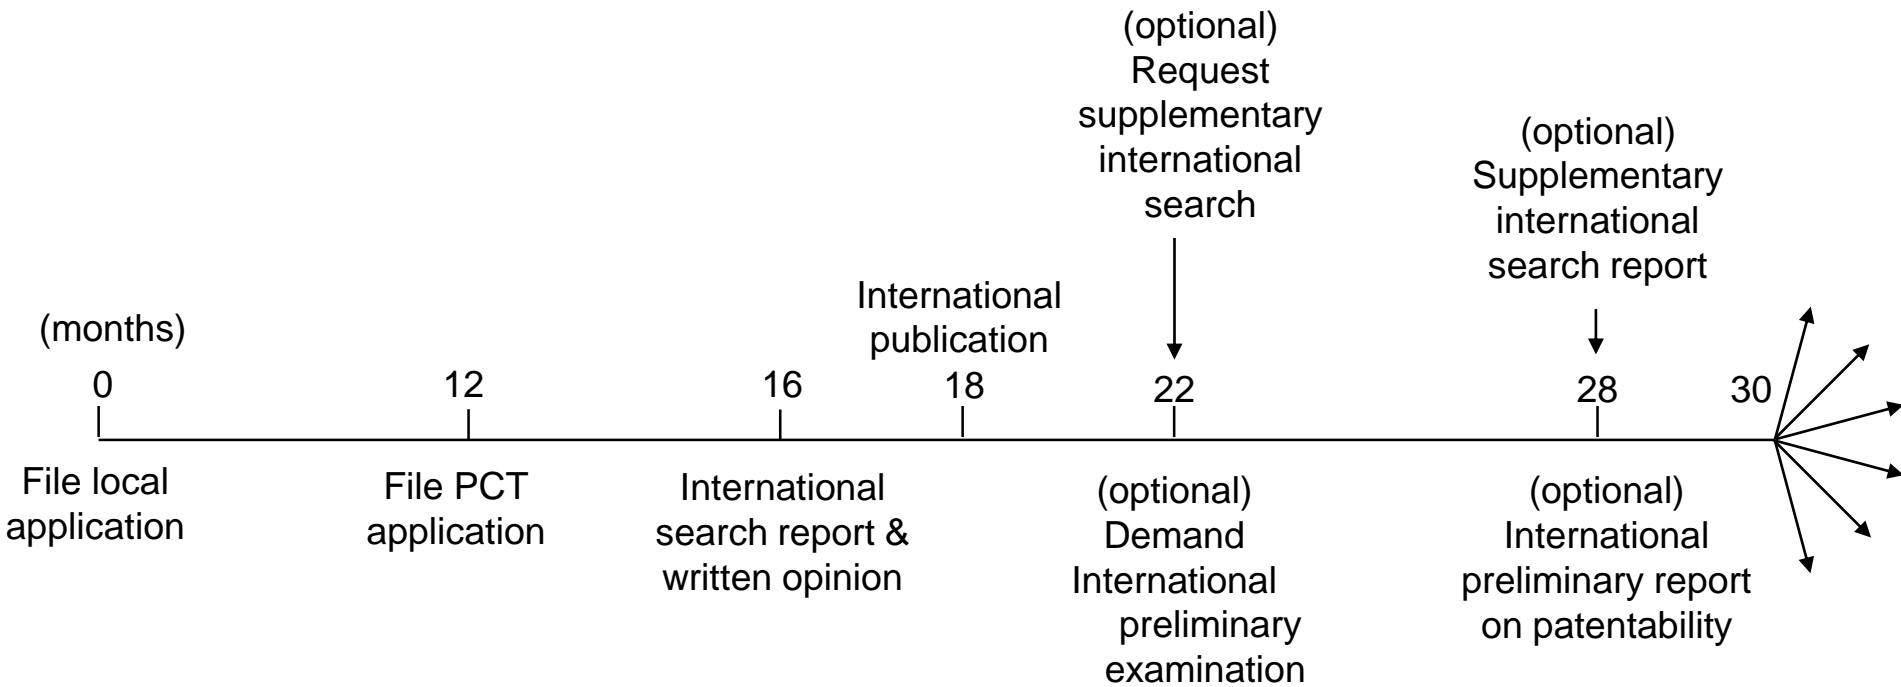 (optional)
Request
supplementary
international
search
(optional)
Supplementary
international
search report
International
publication
(months)
0
12
16
18
22
28
30
File local
application
File PCT
application
International
search report &
written opinion
(optional)
Demand
International
preliminary
examination
(optional)
International
preliminary report
on patentability